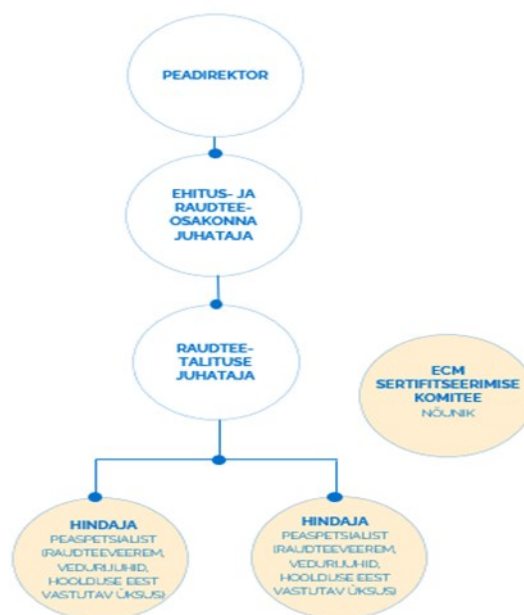 PEADIREKTOR
EHITUS- JA
RAUDTEE-
OSAKONNA
JUHATAJA
RAUDTEE-
TALITUSE
JUHATAJA
ECM
SERTIFITSEERIMISE
KOMITEE
NÕUNIK
HINDAJA
PEASPETSIALIST
(RAUDTEEVEEREM,
VEDURIJUHID,
HOOLDUSE EEST
VASTUTAV ÜKSUS)
HINDAJA
PEASPETSIALIST
(RAUDTEEVEEREM,
VEDURIJUHID,
HOOLDUSE EEST
VASTUTAV ÜKSUS)